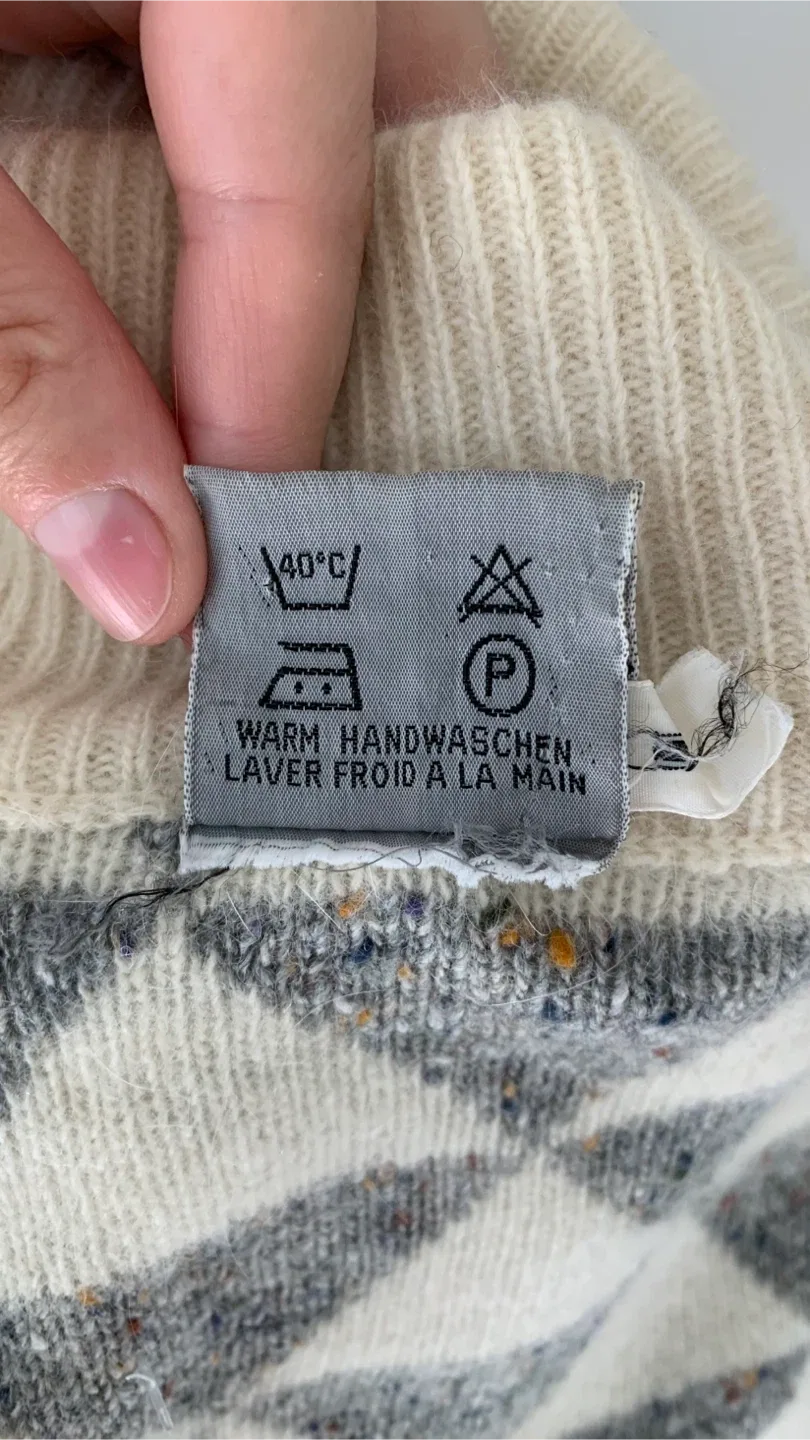 40°C
P
WARM HANDWASCHEN
LAVER FROID A LA MAIN